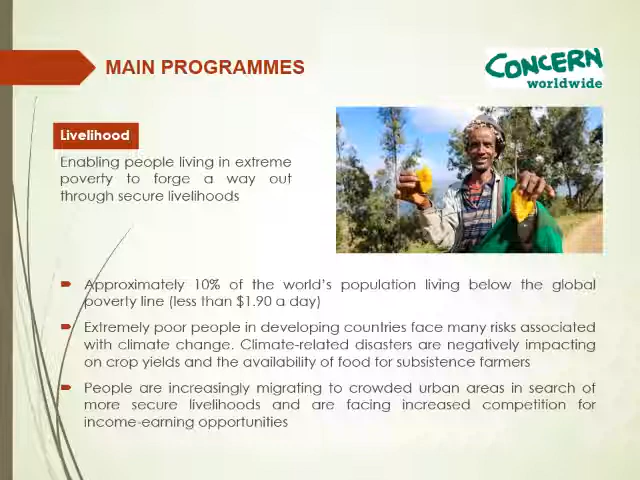 MAIN PROGRAMMES
CONCERN
worldwide
Livelihood
Enabling people living in extreme
poverty to forge a way out
through secure livelihoods
Approximately 10% of the world's population living below the global
poverty line (less than $1.90 a day)
Extremely poor people in developing countries face many risks associated
with climate change. Climate-related disasters are negatively impacting
on crop yields and the availability of food for subsistence farmers
People are increasingly migrating to crowded urban areas in search of
more secure livelihoods and are facing increased competition for
income-earning opportunities